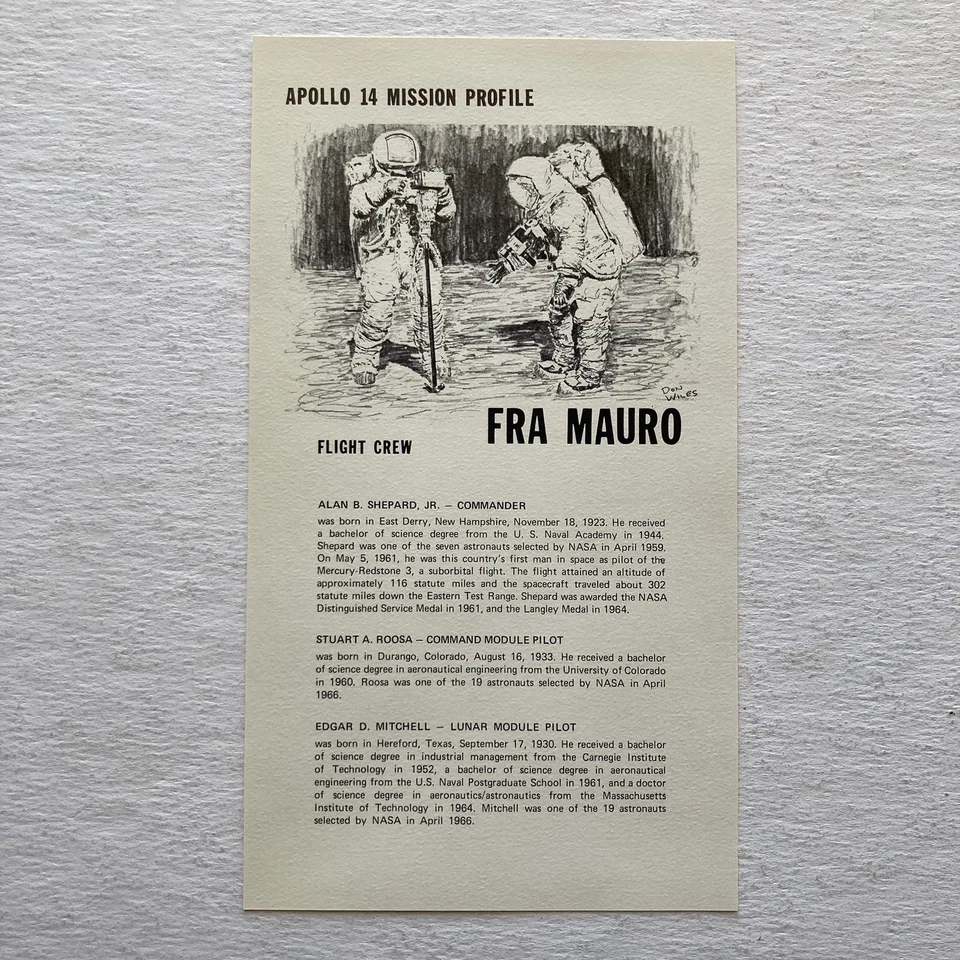 APOLLO 14 MISSION PROFILE
DON
WILES
FRA MAURO
FLIGHT CREW
ALAN B. SHEPARD, JR. – COMMANDER
was born in East Derry, New Hampshire, November 18, 1923. He received
a bachelor of science degree from the U. S. Naval Academy in 1944.
Shepard was one of the seven astronauts selected by NASA in April 1959.
On May 5, 1961, he was this country's first man in space as pilot of the
Mercury-Redstone 3, a suborbital flight. The flight attained an altitude of
approximately 116 statute miles and the spacecraft traveled about 302
statute miles down the Eastern Test Range. Shepard was awarded the NASA
Distinguished Service Medal in 1961, and the Langley Medal in 1964.
STUART A. ROOSA – COMMAND MODULE PILOT
was born in Durango, Colorado, August 16, 1933. He received a bachelor
of science degree in aeronautical engineering from the University of Colorado
in 1960. Roosa was one of the 19 astronauts selected by NASA in April
1966.
EDGAR D. MITCHELL – LUNAR MODULE PILOT
was born in Hereford, Texas, September 17, 1930. He received a bachelor
of science degree in industrial management from the Carnegie Institute
of Technology in 1952, a bachelor of science degree in aeronautical
engineering from the U.S. Naval Postgraduate School in 1961, and a doctor
of science degree in aeronautics/astronautics from the Massachusetts
Institute of Technology in 1964. Mitchell was one of the 19 astronauts
selected by NASA in April 1966.